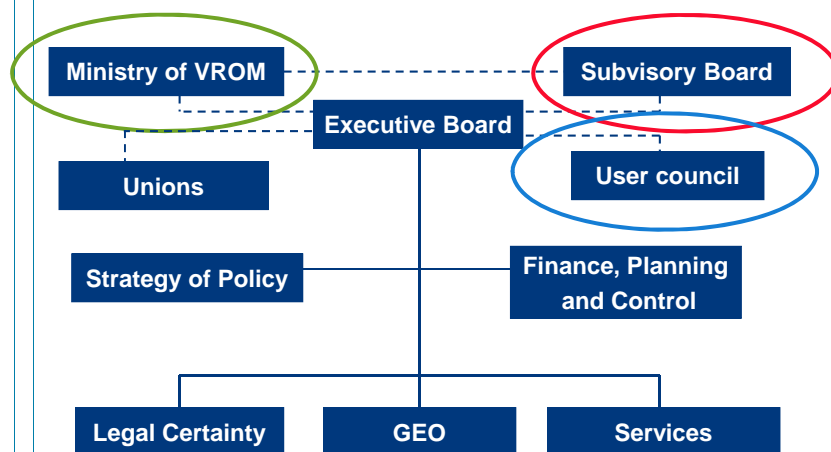 Ministry of VROM
Subvisory Board
Executive Board
Unions
User council
Strategy of Policy
Finance, Planning
and Control
Legal Certainty
GEO
Services